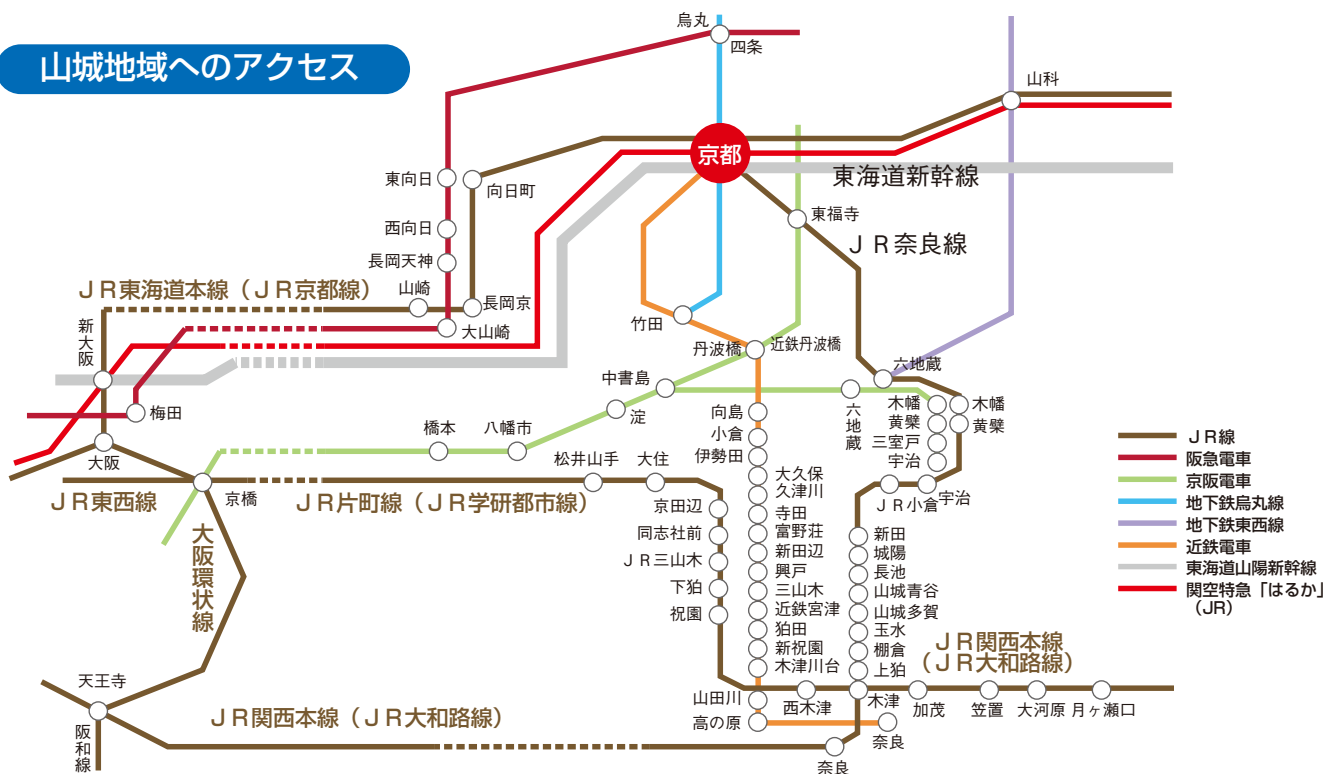 山城地域へのアクセス
烏丸
四条
山科
京都
東海道新幹線
東向日
向日町
東福寺
西向日
ＪＲ奈良線
長岡天神
ＪＲ東海道本線（ＪＲ京都線）
山崎
長岡京
新大阪
大山崎
竹田
丹波橋
近鉄丹波橋
六地蔵
中書島
梅田
淀
向島
六地蔵
木幡
木幡
黄檗
黄檗
小倉
三室戸
橋本
八幡市
伊勢田
宇治
大阪
松井山手
大住
大久保
久津川
ＪＲ東西線
京橋
ＪＲ片町線（ＪＲ学研都市線）
京田辺
寺田
ＪＲ小倉
宇治
大阪環状線
同志社前
富野荘
新田
ＪＲ三山木
新田辺
城陽
興戸
長池
下狛
三山木
山城青谷
祝園
近鉄宮津
山城多賀
狛田
玉水
新祝園
棚倉
木津川台
上狛
ＪＲ関西本線
（ＪＲ大和路線）
天王寺
山田川
西木津
木津
加茂
笠置
大河原
月ヶ瀬口
ＪＲ関西本線（ＪＲ大和路線）
高の原
奈良
阪和線
奈良
ＪＲ線
阪急電車
京阪電車
地下鉄烏丸線
地下鉄東西線
近鉄電車
東海道山陽新幹線
関空特急「はるか」
（JR）